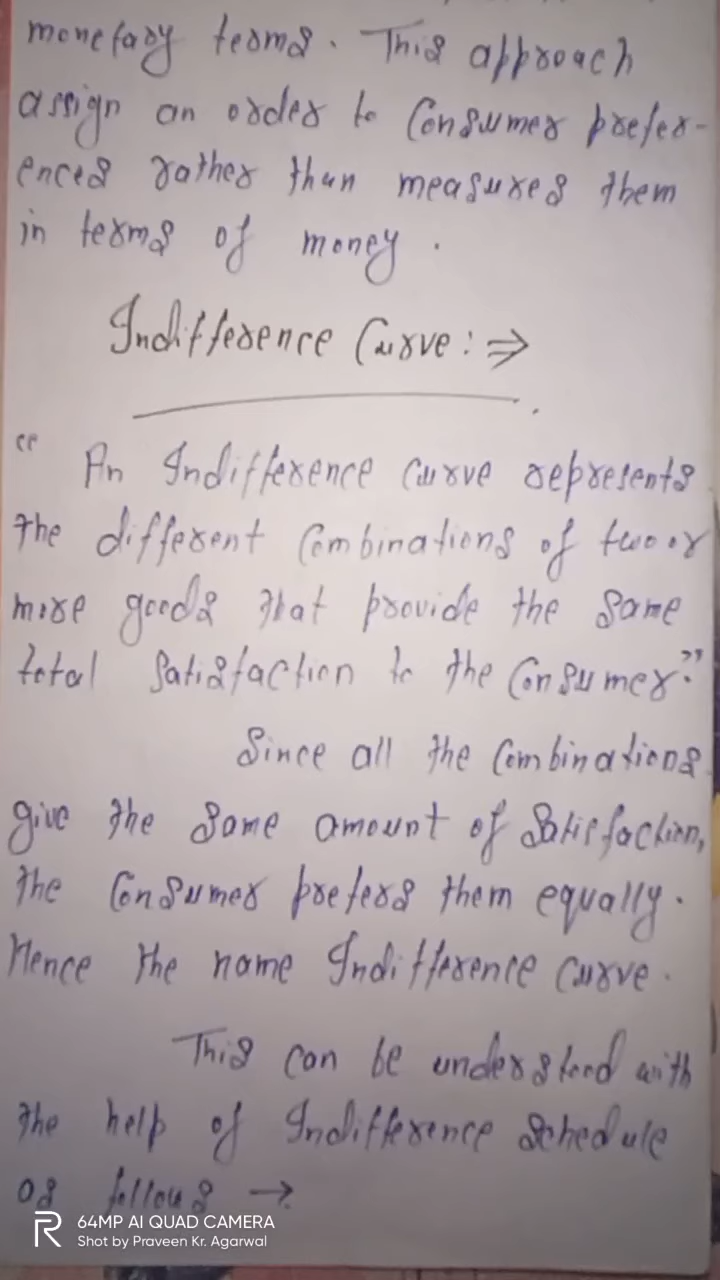 monetary terms. This approach
assign an order to Consumer prefer-
ences rather than measures them
in terms of money.
Indifference Curve:⇒
“ An Indifference curve represents
the different Combinations of two or
more goods that provide the same
total Satisfaction to the Consumer.”
Since all the Combinations
give the same amount of Satisfaction,
the Consumer prefers them equally.
Hence the name Indifference curve.
This can be understood with
the help of Indifference Schedule
as follows →
64MP AI QUAD CAMERA
Shot by Praveen Kr. Agarwal